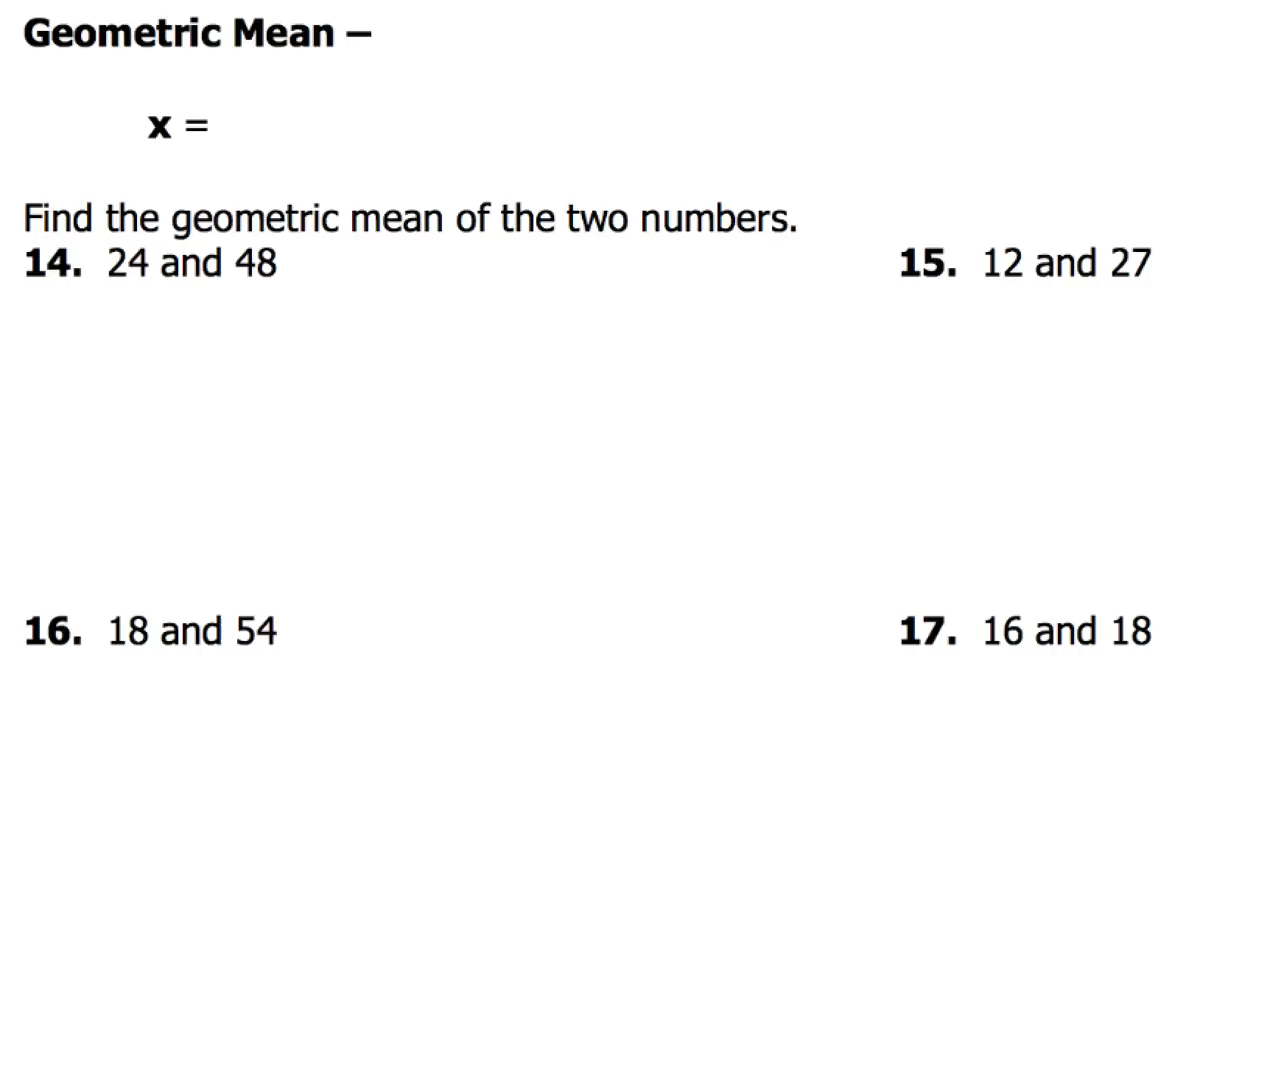 Geometric Mean –
x =
Find the geometric mean of the two numbers.
14. 24 and 48
15. 12 and 27
16. 18 and 54
17. 16 and 18